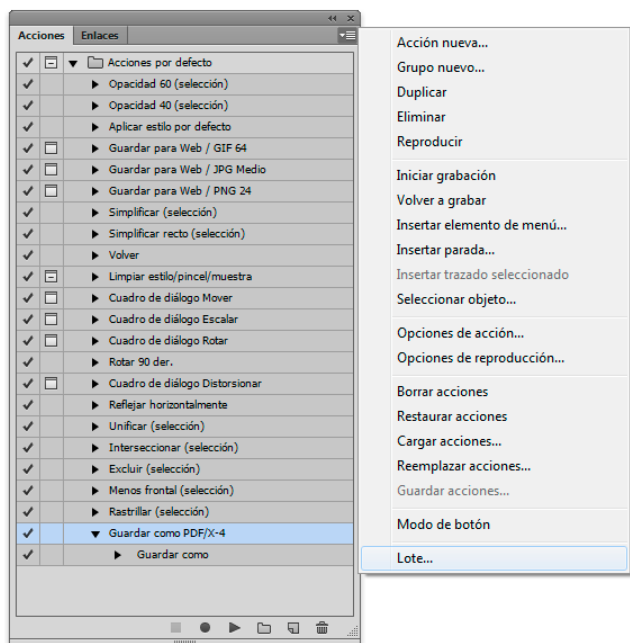 Acciones
Enlaces
Acciones por defecto
Opacidad 60 (selección)
Opacidad 40 (selección)
Aplicar estilo por defecto
Guardar para Web / GIF 64
Guardar para Web / JPG Medio
Guardar para Web / PNG 24
Simplificar (selección)
Simplificar recto (selección)
Volver
Limpiar estilo/pincel/muestra
Cuadro de diálogo Mover
Cuadro de diálogo Escalar
Cuadro de diálogo Rotar
Rotar 90 der.
Cuadro de diálogo Distorsionar
Reflejar horizontalmente
Unificar (selección)
Interseccionar (selección)
Excluir (selección)
Menos frontal (selección)
Rastrillar (selección)
Guardar como PDF/X-4
Guardar como
Acción nueva...
Grupo nuevo...
Duplicar
Eliminar
Reproducir
Iniciar grabación
Volver a grabar
Insertar elemento de menú...
Insertar parada...
Insertar trazado seleccionado
Seleccionar objeto...
Opciones de acción...
Opciones de reproducción...
Borrar acciones
Restaurar acciones
Cargar acciones...
Reemplazar acciones...
Guardar acciones...
Modo de botón
Lote...